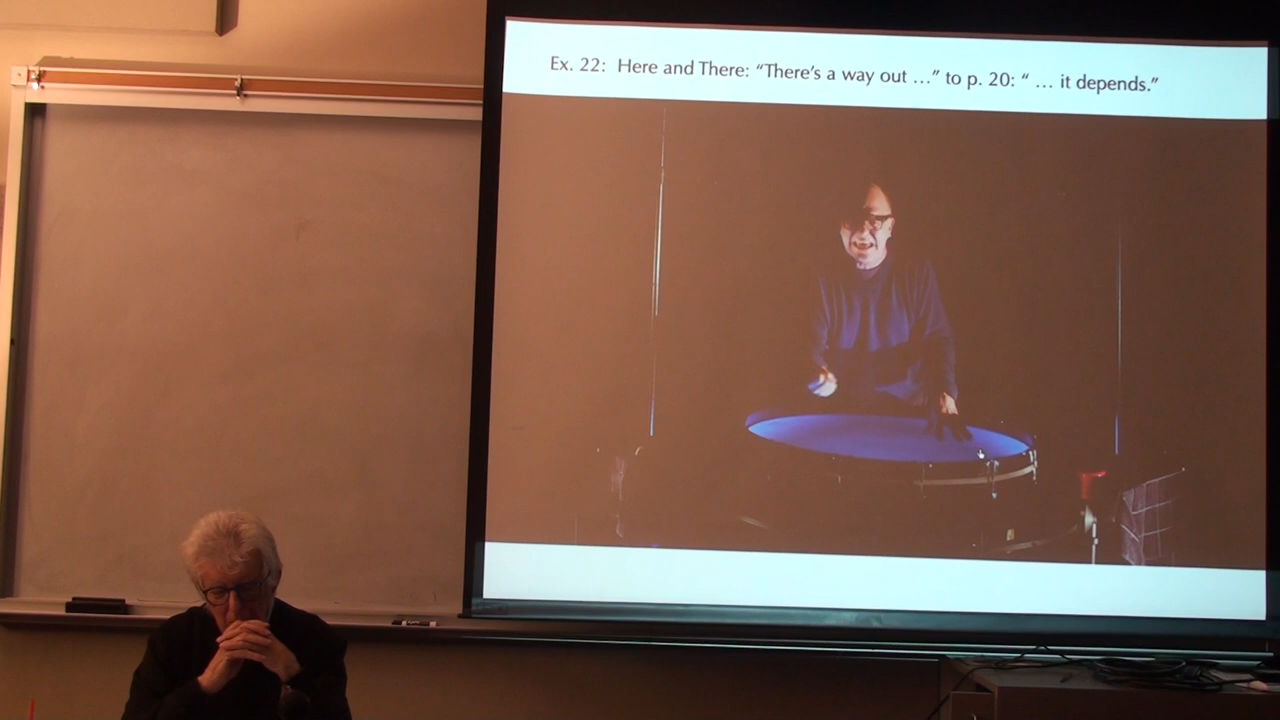 Ex. 22: Here and There: “There’s a way out …” to p. 20: “ … it depends.”